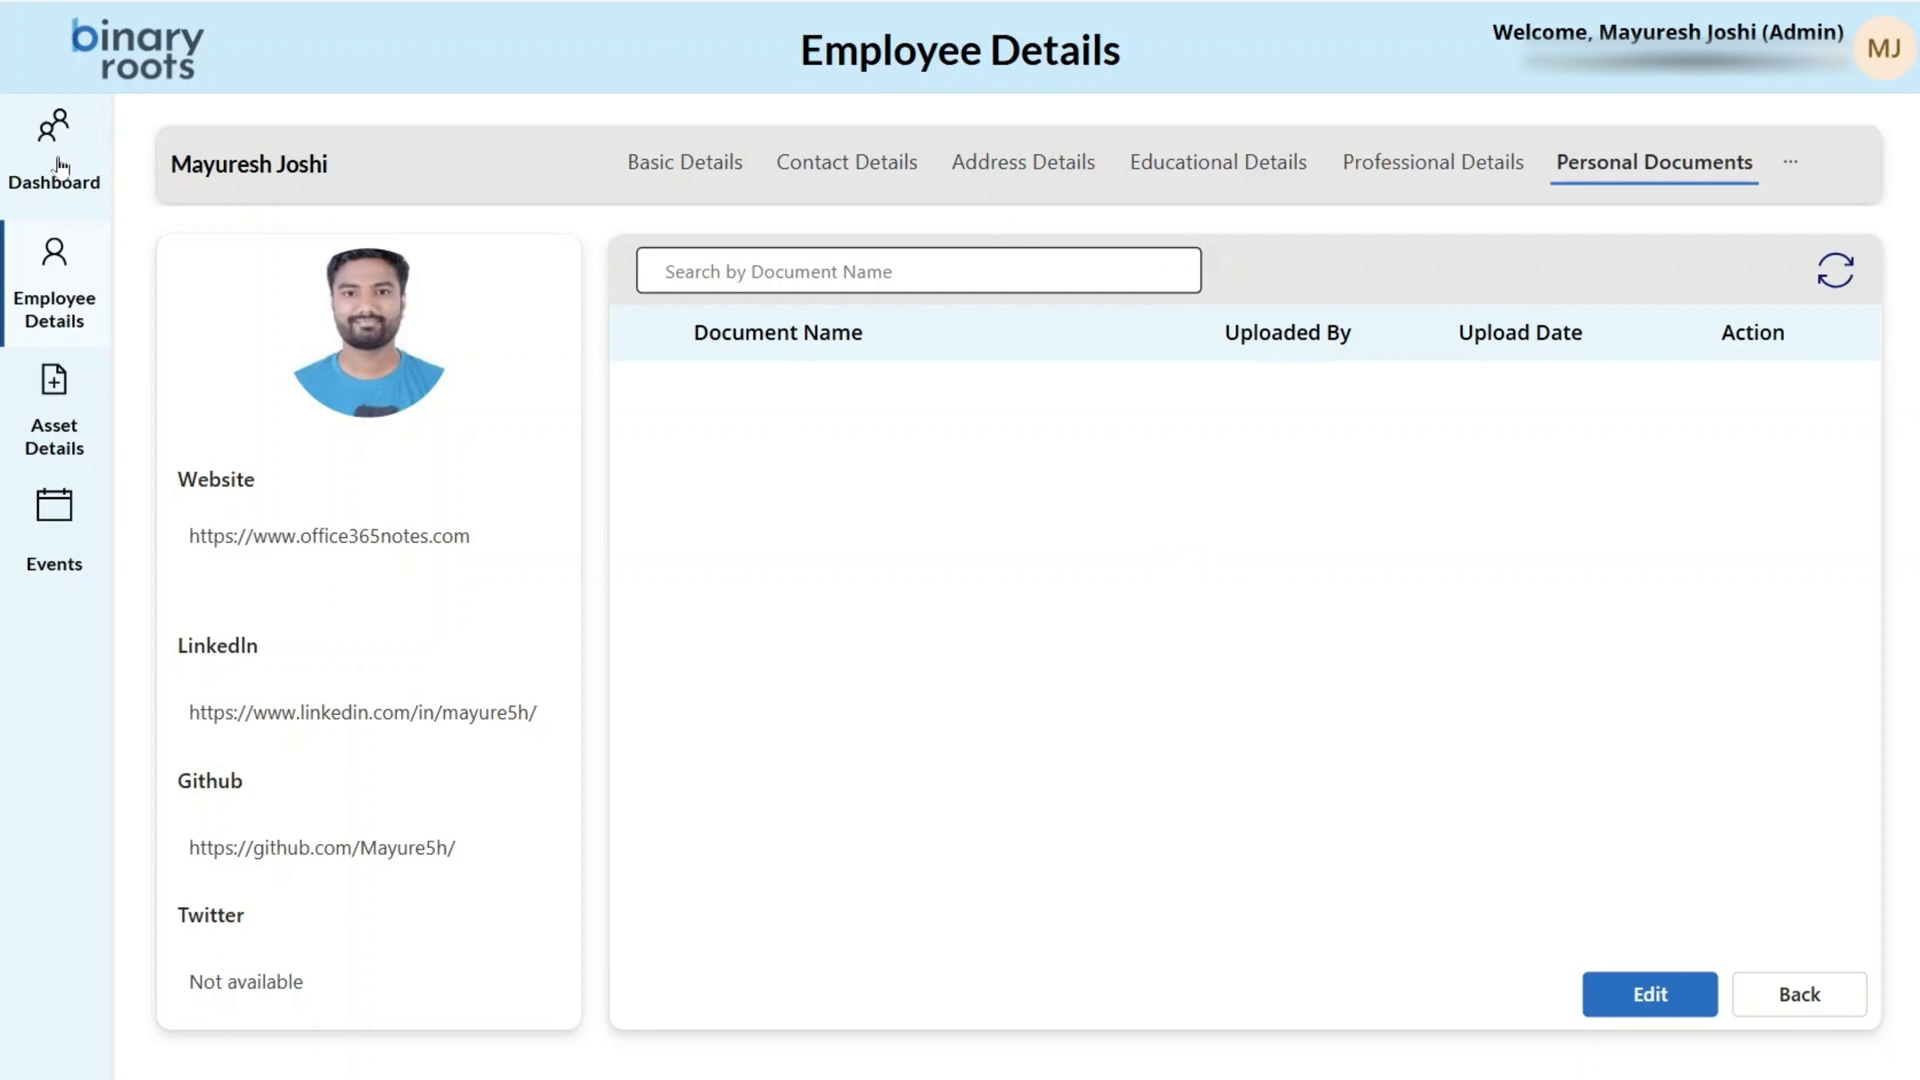 binary
roots
Employee Details
Welcome, Mayuresh Joshi (Admin)
MJ
Dashboard
Employee
Details
Asset
Details
Events
Mayuresh Joshi
Basic Details
Contact Details
Address Details
Educational Details
Professional Details
Personal Documents
...
Website
https://www.office365notes.com
LinkedIn
https://www.linkedin.com/in/mayure5h/
Github
https://github.com/Mayure5h/
Twitter
Not available
Search by Document Name
Document Name
Uploaded By
Upload Date
Action
Edit
Back